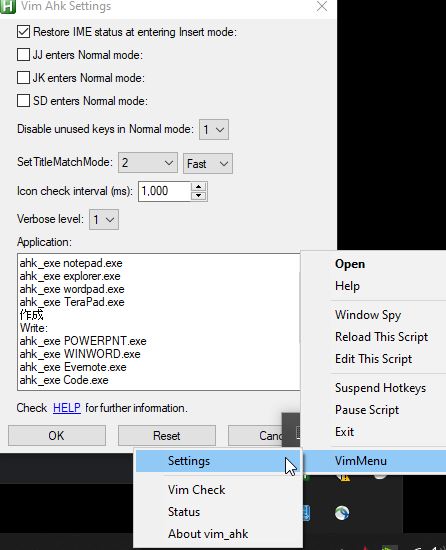 Vim Ahk Settings
Restore IME status at entering Insert mode:
JJ enters Normal mode:
JK enters Normal mode:
SD enters Normal mode:
Disable unused keys in Normal mode: 1
SetTitleMatchMode: 2 Fast
Icon check interval (ms): 1,000
Verbose level: 1
Application:
ahk_exe notepad.exe
ahk_exe explorer.exe
ahk_exe wordpad.exe
ahk_exe TeraPad.exe
作成
Write:
ahk_exe POWERPNT.exe
ahk_exe WINWORD.exe
ahk_exe Evernote.exe
ahk_exe Code.exe
Check HELP for further information.
OK Reset Canc
Open
Help
Window Spy
Reload This Script
Edit This Script
Suspend Hotkeys
Pause Script
Exit
VimMenu
Settings
Vim Check
Status
About vim_ahk